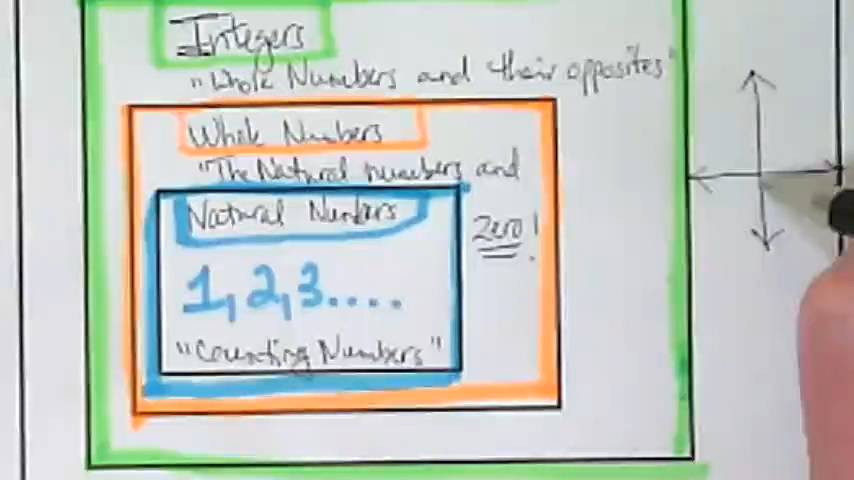 Integers
"Whole Numbers and their opposites"
Whole Numbers
"The Natural numbers and
Zero!
Natural Numbers
1,2,3....
"Counting Numbers"